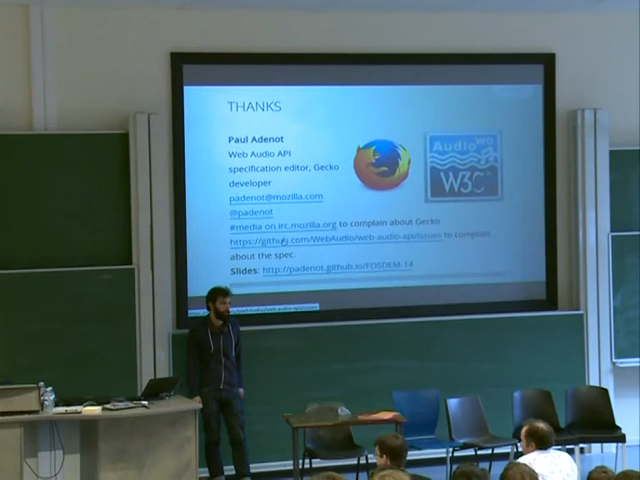 THANKS
Paul Adenot
Web Audio API
specification editor, Gecko
developer
padenot@mozilla.com
@padenot
#media on irc.mozilla.org to complain about Gecko
https://github.com/WebAudio/web-audio-api/issues to complain
about the spec.
Slides: http://padenot.github.io/FOSDEM-14
Audio WG
W3C